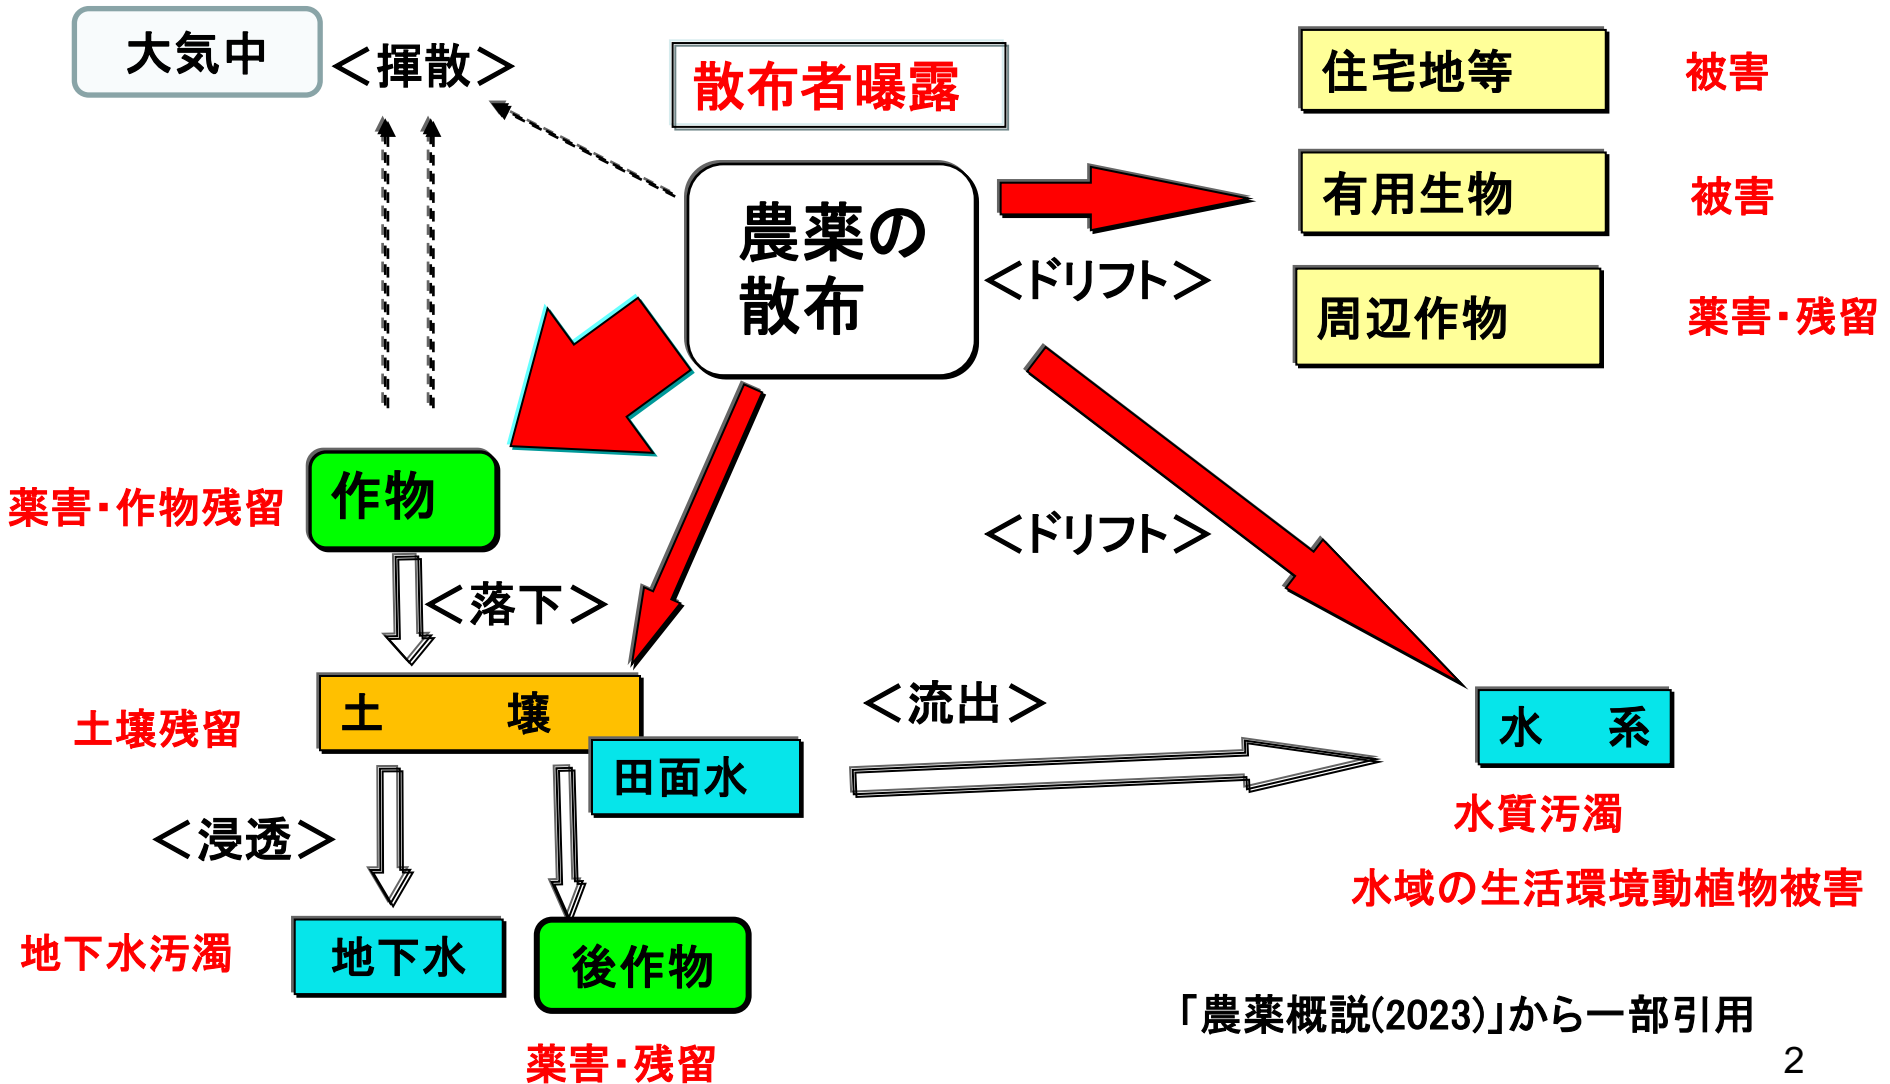 大気中
＜揮散＞
散布者曝露
住宅地等
被害
農薬の
散布
有用生物
被害
＜ドリフト＞
周辺作物
薬害・残留
作物
薬害・作物残留
＜ドリフト＞
＜落下＞
土　壌
土壌残留
＜流出＞
水　系
田面水
水質汚濁
＜浸透＞
水域の生活環境動植物被害
地下水
地下水汚濁
後作物
薬害・残留
「農薬概説(2023)」から一部引用
2